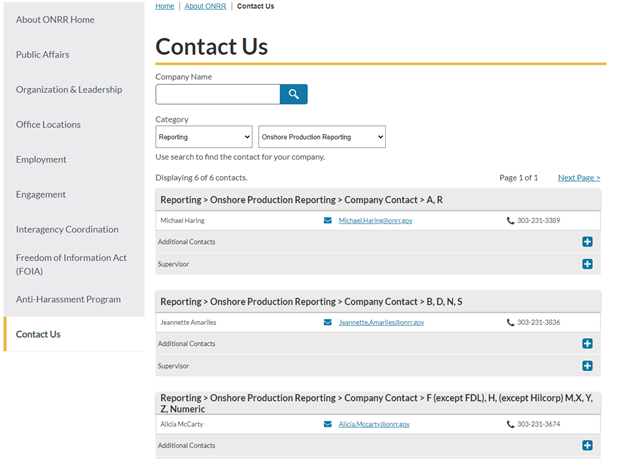 Home | About ONRR | Contact Us
About ONRR Home
Public Affairs
Organization & Leadership
Office Locations
Employment
Engagement
Interagency Coordination
Freedom of Information Act
(FOIA)
Anti-Harassment Program
Contact Us
Contact Us
Company Name
Category
Reporting Onshore Production Reporting
Use search to find the contact for your company.
Displaying 6 of 6 contacts. Page 1 of 1 Next Page >
Reporting > Onshore Production Reporting > Company Contact > A, R
Michael Haring Michael.Haring@onrr.gov 303-231-3389
Additional Contacts
Supervisor
Reporting > Onshore Production Reporting > Company Contact > B, D, N, S
Jeannette Amariles Jeannette.Amariles@onrr.gov 303-231-3836
Additional Contacts
Supervisor
Reporting > Onshore Production Reporting > Company Contact > F (except FDL), H, (except Hilcorp) M,X, Y,
Z, Numeric
Alicia McCarty Alicia.Mccarty@onrr.gov 303-231-3674
Additional Contacts